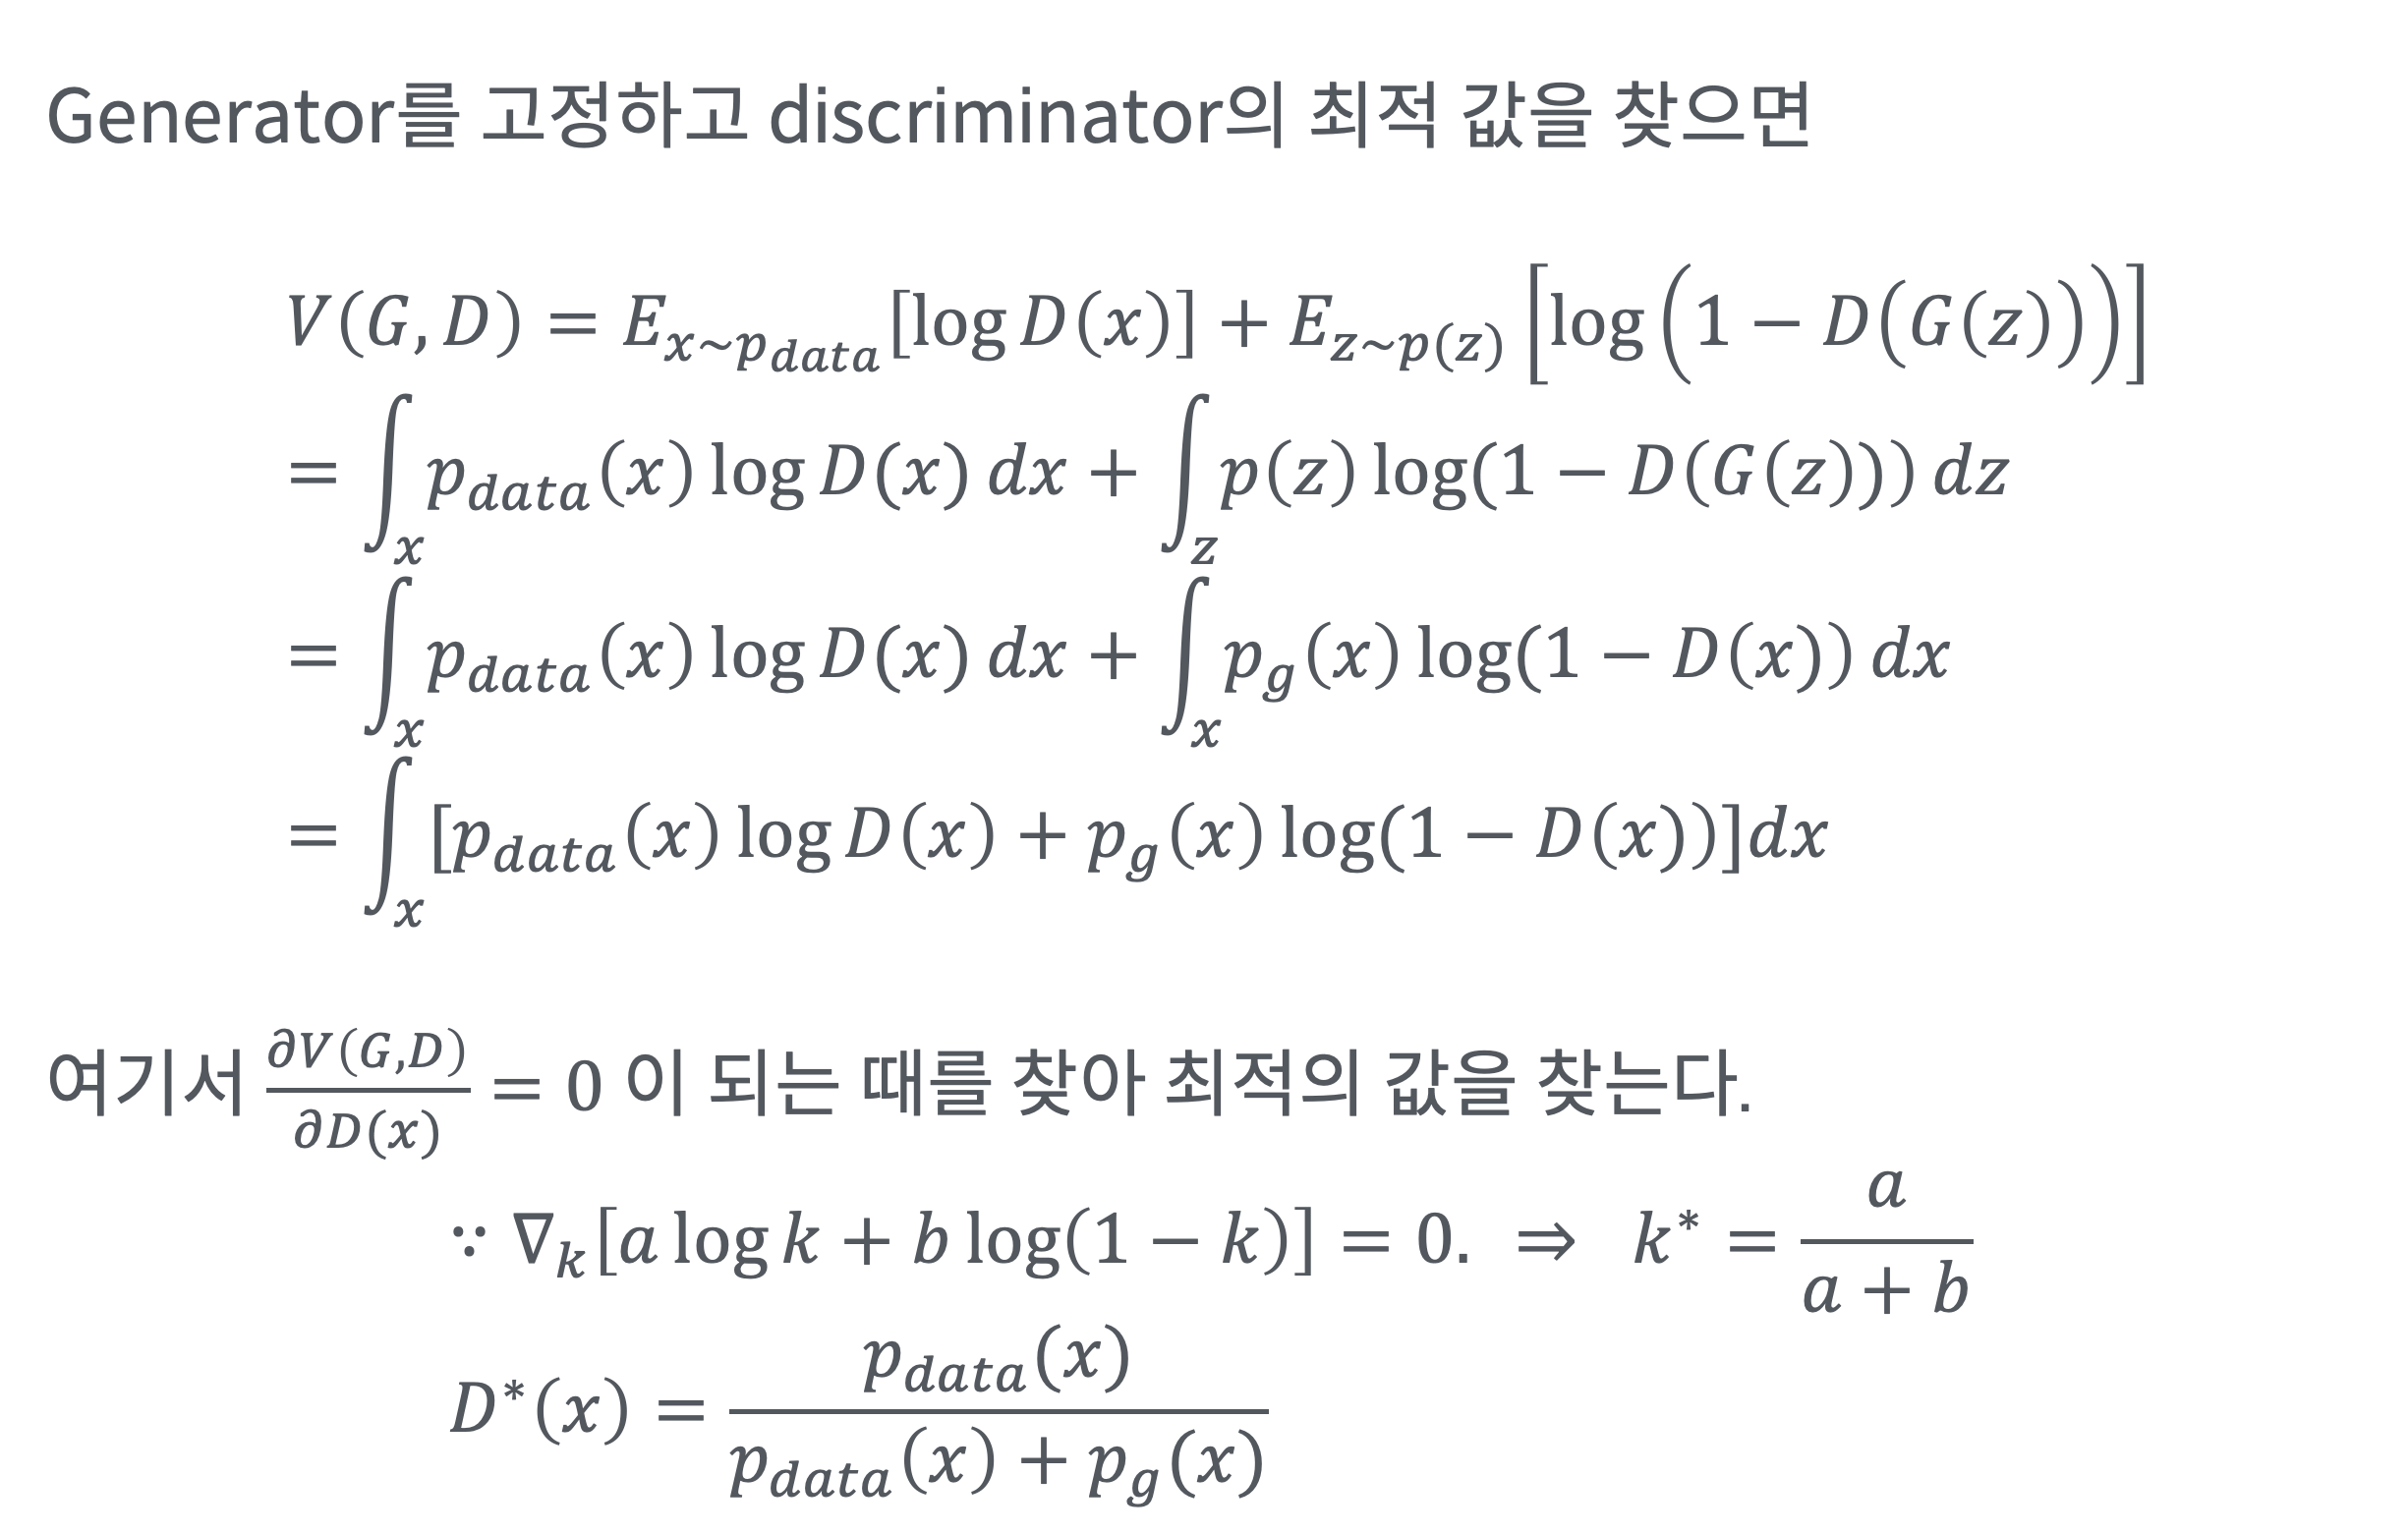 Generator를 고정하고 discriminator의 최적 값을 찾으면
V(G, D) = E_{x∼p_{data}} [log D(x)] + E_{z∼p(z)} [log(1 − D(G(z)))]
= ∫_x p_{data}(x) log D(x) dx + ∫_z p(z) log(1 − D(G(z))) dz
= ∫_x p_{data}(x) log D(x) dx + ∫_x p_g(x) log(1 − D(x)) dx
= ∫_x [p_{data}(x) log D(x) + p_g(x) log(1 − D(x))]dx
여기서 ∂V(G,D)/∂D(x) = 0 이 되는 때를 찾아 최적의 값을 찾는다.
∵ ∇_k [a log k + b log(1 − k)] = 0. ⇒ k* = a/(a + b)
D*(x) = p_{data}(x)/(p_{data}(x) + p_g(x))